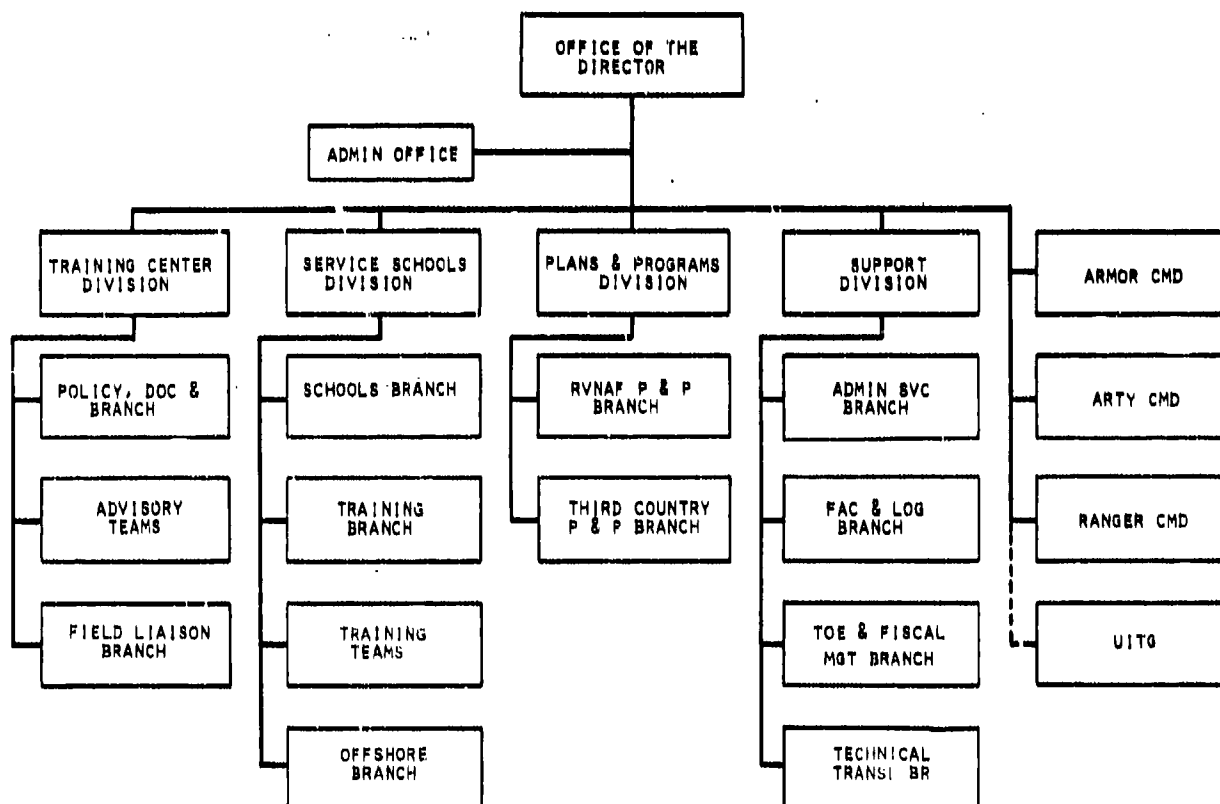 OFFICE OF THE
DIRECTOR
ADMIN OFFICE
TRAINING CENTER
DIVISION
SERVICE SCHOOLS
DIVISION
PLANS & PROGRAMS
DIVISION
SUPPORT
DIVISION
ARMOR CMD
POLICY, DOC &
BRANCH
SCHOOLS BRANCH
RVNAF P & P
BRANCH
ADMIN SVC
BRANCH
ARTY CMD
ADVISORY
TEAMS
TRAINING
BRANCH
THIRD COUNTRY
P & P BRANCH
FAC & LOG
BRANCH
RANGER CMD
FIELD LIAISON
BRANCH
TRAINING
TEAMS
TOE & FISCAL
MGT BRANCH
UITG
OFFSHORE
BRANCH
TECHNICAL
TRANSL BR